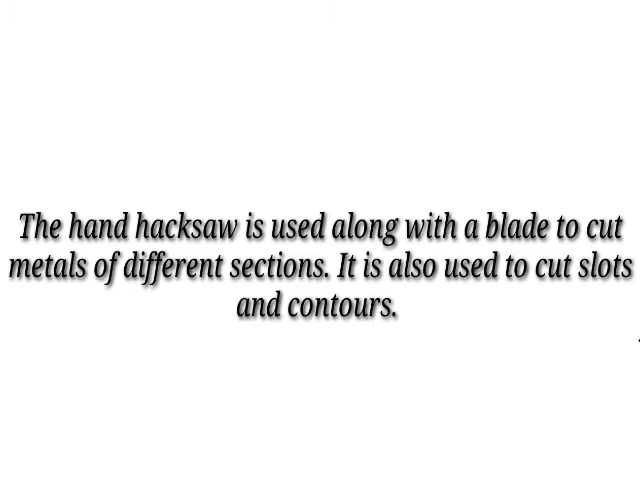 The hand hacksaw is used along with a blade to cut
metals of different sections. It is also used to cut slots
and contours.